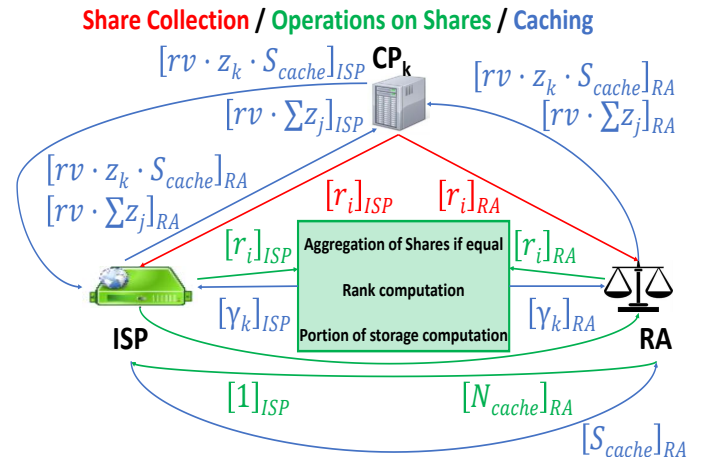 Share Collection / Operations on Shares / Caching
[rv · z_k · S_cache]_ISP
CP_k
[rv · z_k · S_cache]_RA
[rv · ∑z_j]_ISP
[rv · ∑z_j]_RA
[rv · z_k · S_cache]_RA
[rv · ∑z_j]_RA
[r_i]_ISP
[r_i]_RA
[r_i]_ISP
Aggregation of Shares if equal
[r_i]_RA
[γ_k]_ISP
Rank computation
[γ_k]_RA
Portion of storage computation
ISP
RA
[1]_ISP
[N_cache]_RA
[S_cache]_RA